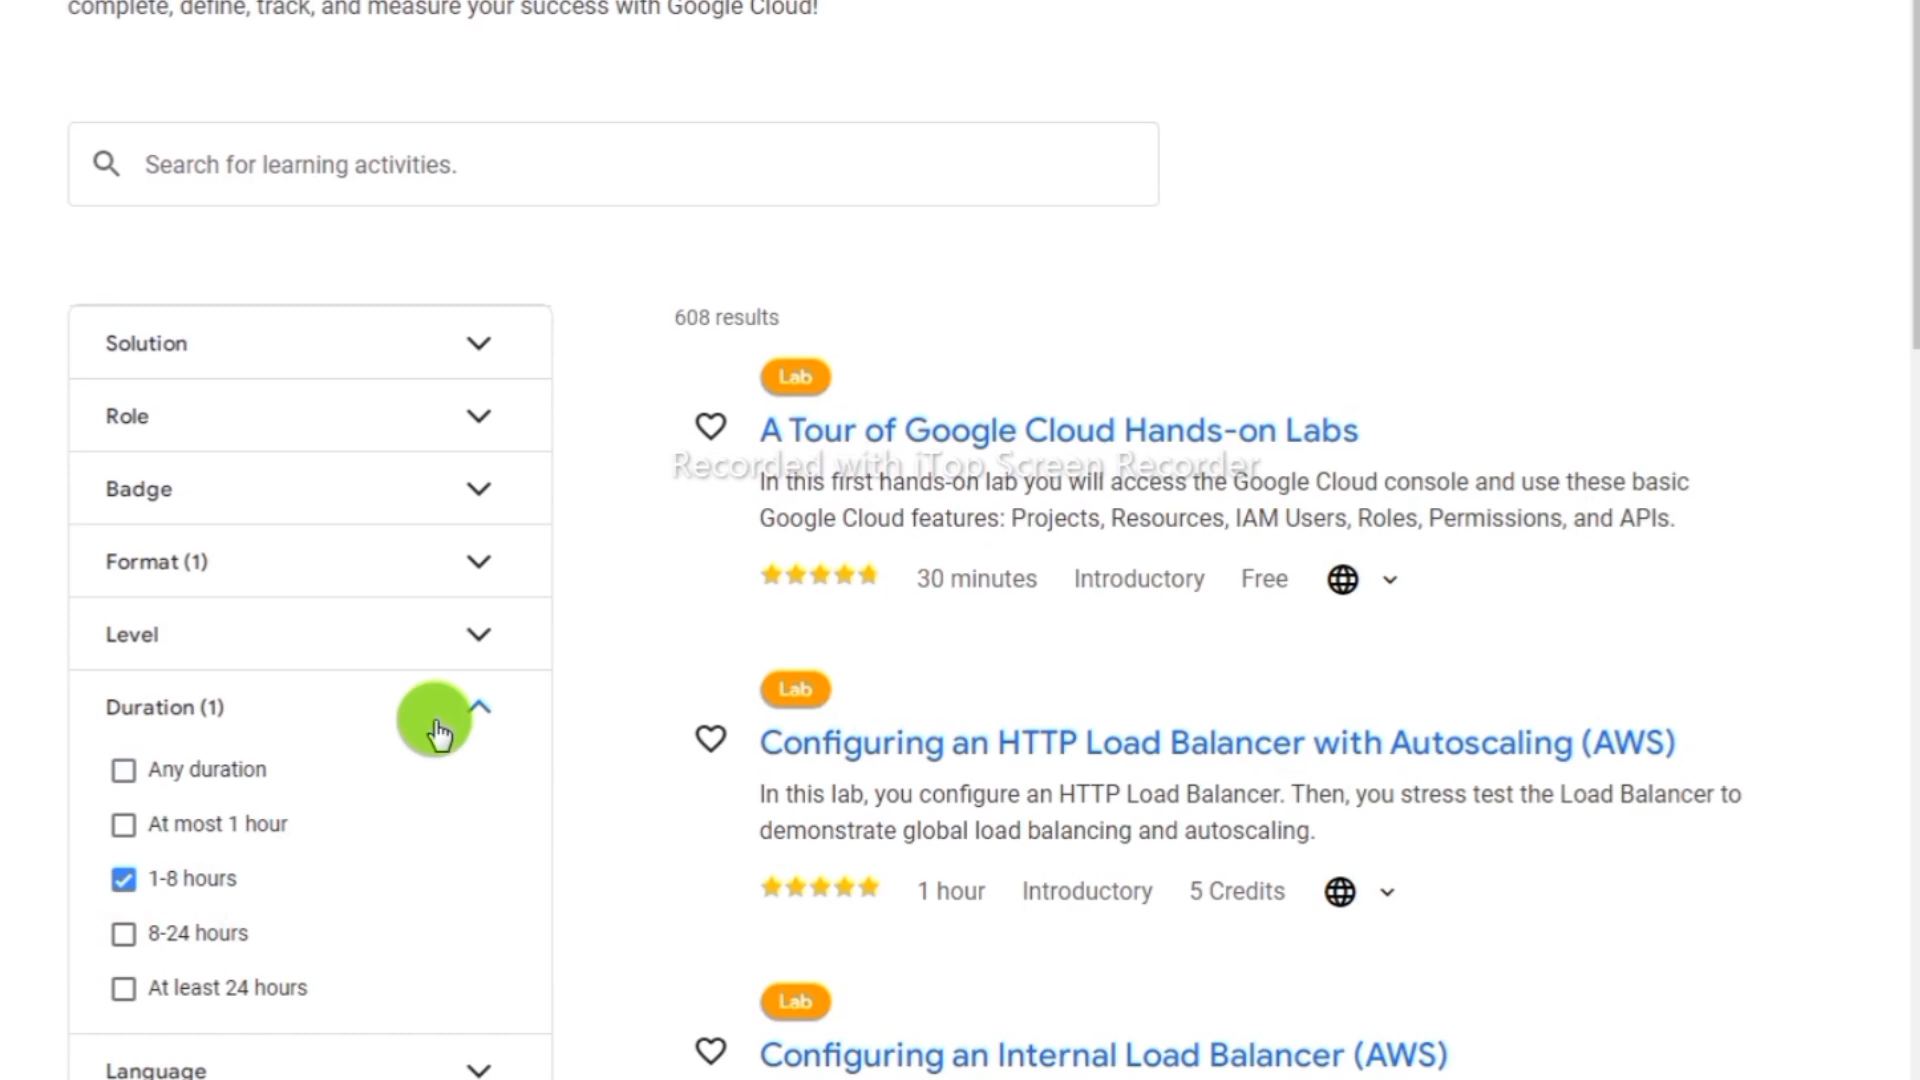 complete, define, track, and measure your success with Google Cloud!
Search for learning activities.
Solution
Role
Badge
Format (1)
Level
Duration (1)
Any duration
At most 1 hour
1-8 hours
8-24 hours
At least 24 hours
Language
608 results
Lab
A Tour of Google Cloud Hands-on Labs
Recorded with iTop Screen Recorder
In this first hands-on lab you will access the Google Cloud console and use these basic
Google Cloud features: Projects, Resources, IAM Users, Roles, Permissions, and APIs.
30 minutes Introductory Free
Lab
Configuring an HTTP Load Balancer with Autoscaling (AWS)
In this lab, you configure an HTTP Load Balancer. Then, you stress test the Load Balancer to
demonstrate global load balancing and autoscaling.
1 hour Introductory 5 Credits
Lab
Configuring an Internal Load Balancer (AWS)